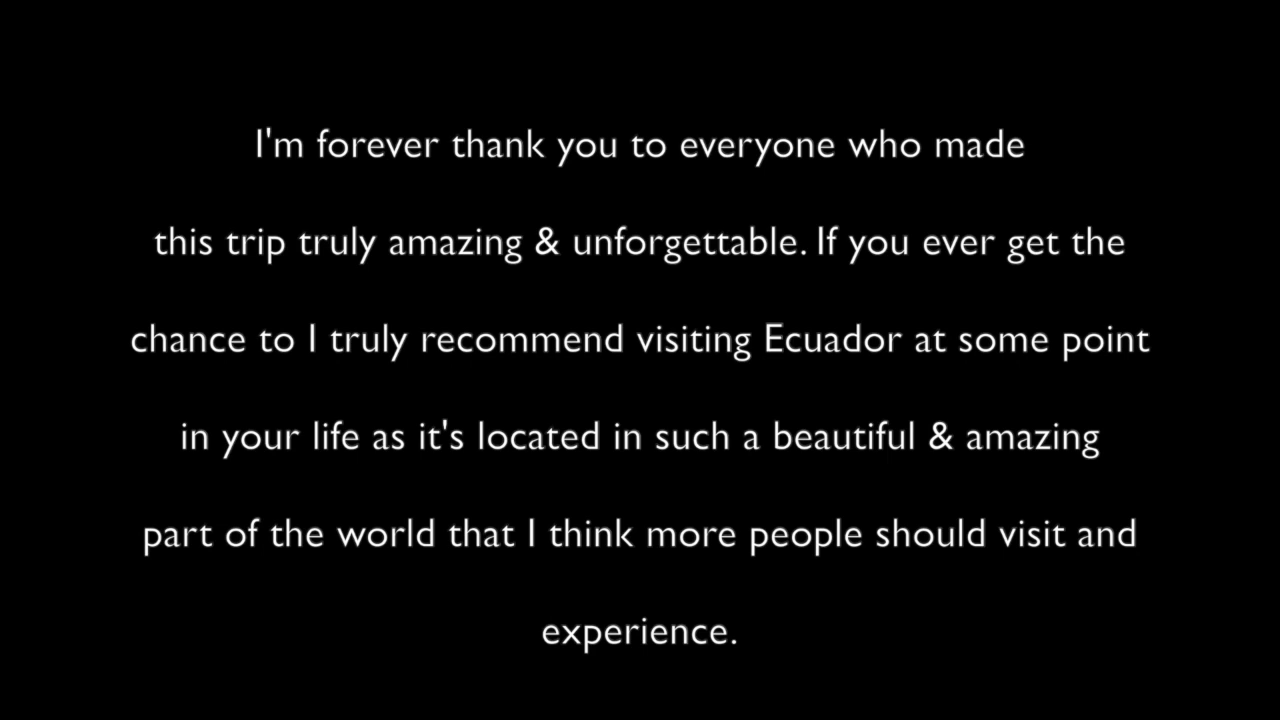 I'm forever thank you to everyone who made
this trip truly amazing & unforgettable. If you ever get the
chance to I truly recommend visiting Ecuador at some point
in your life as it's located in such a beautiful & amazing
part of the world that I think more people should visit and
experience.